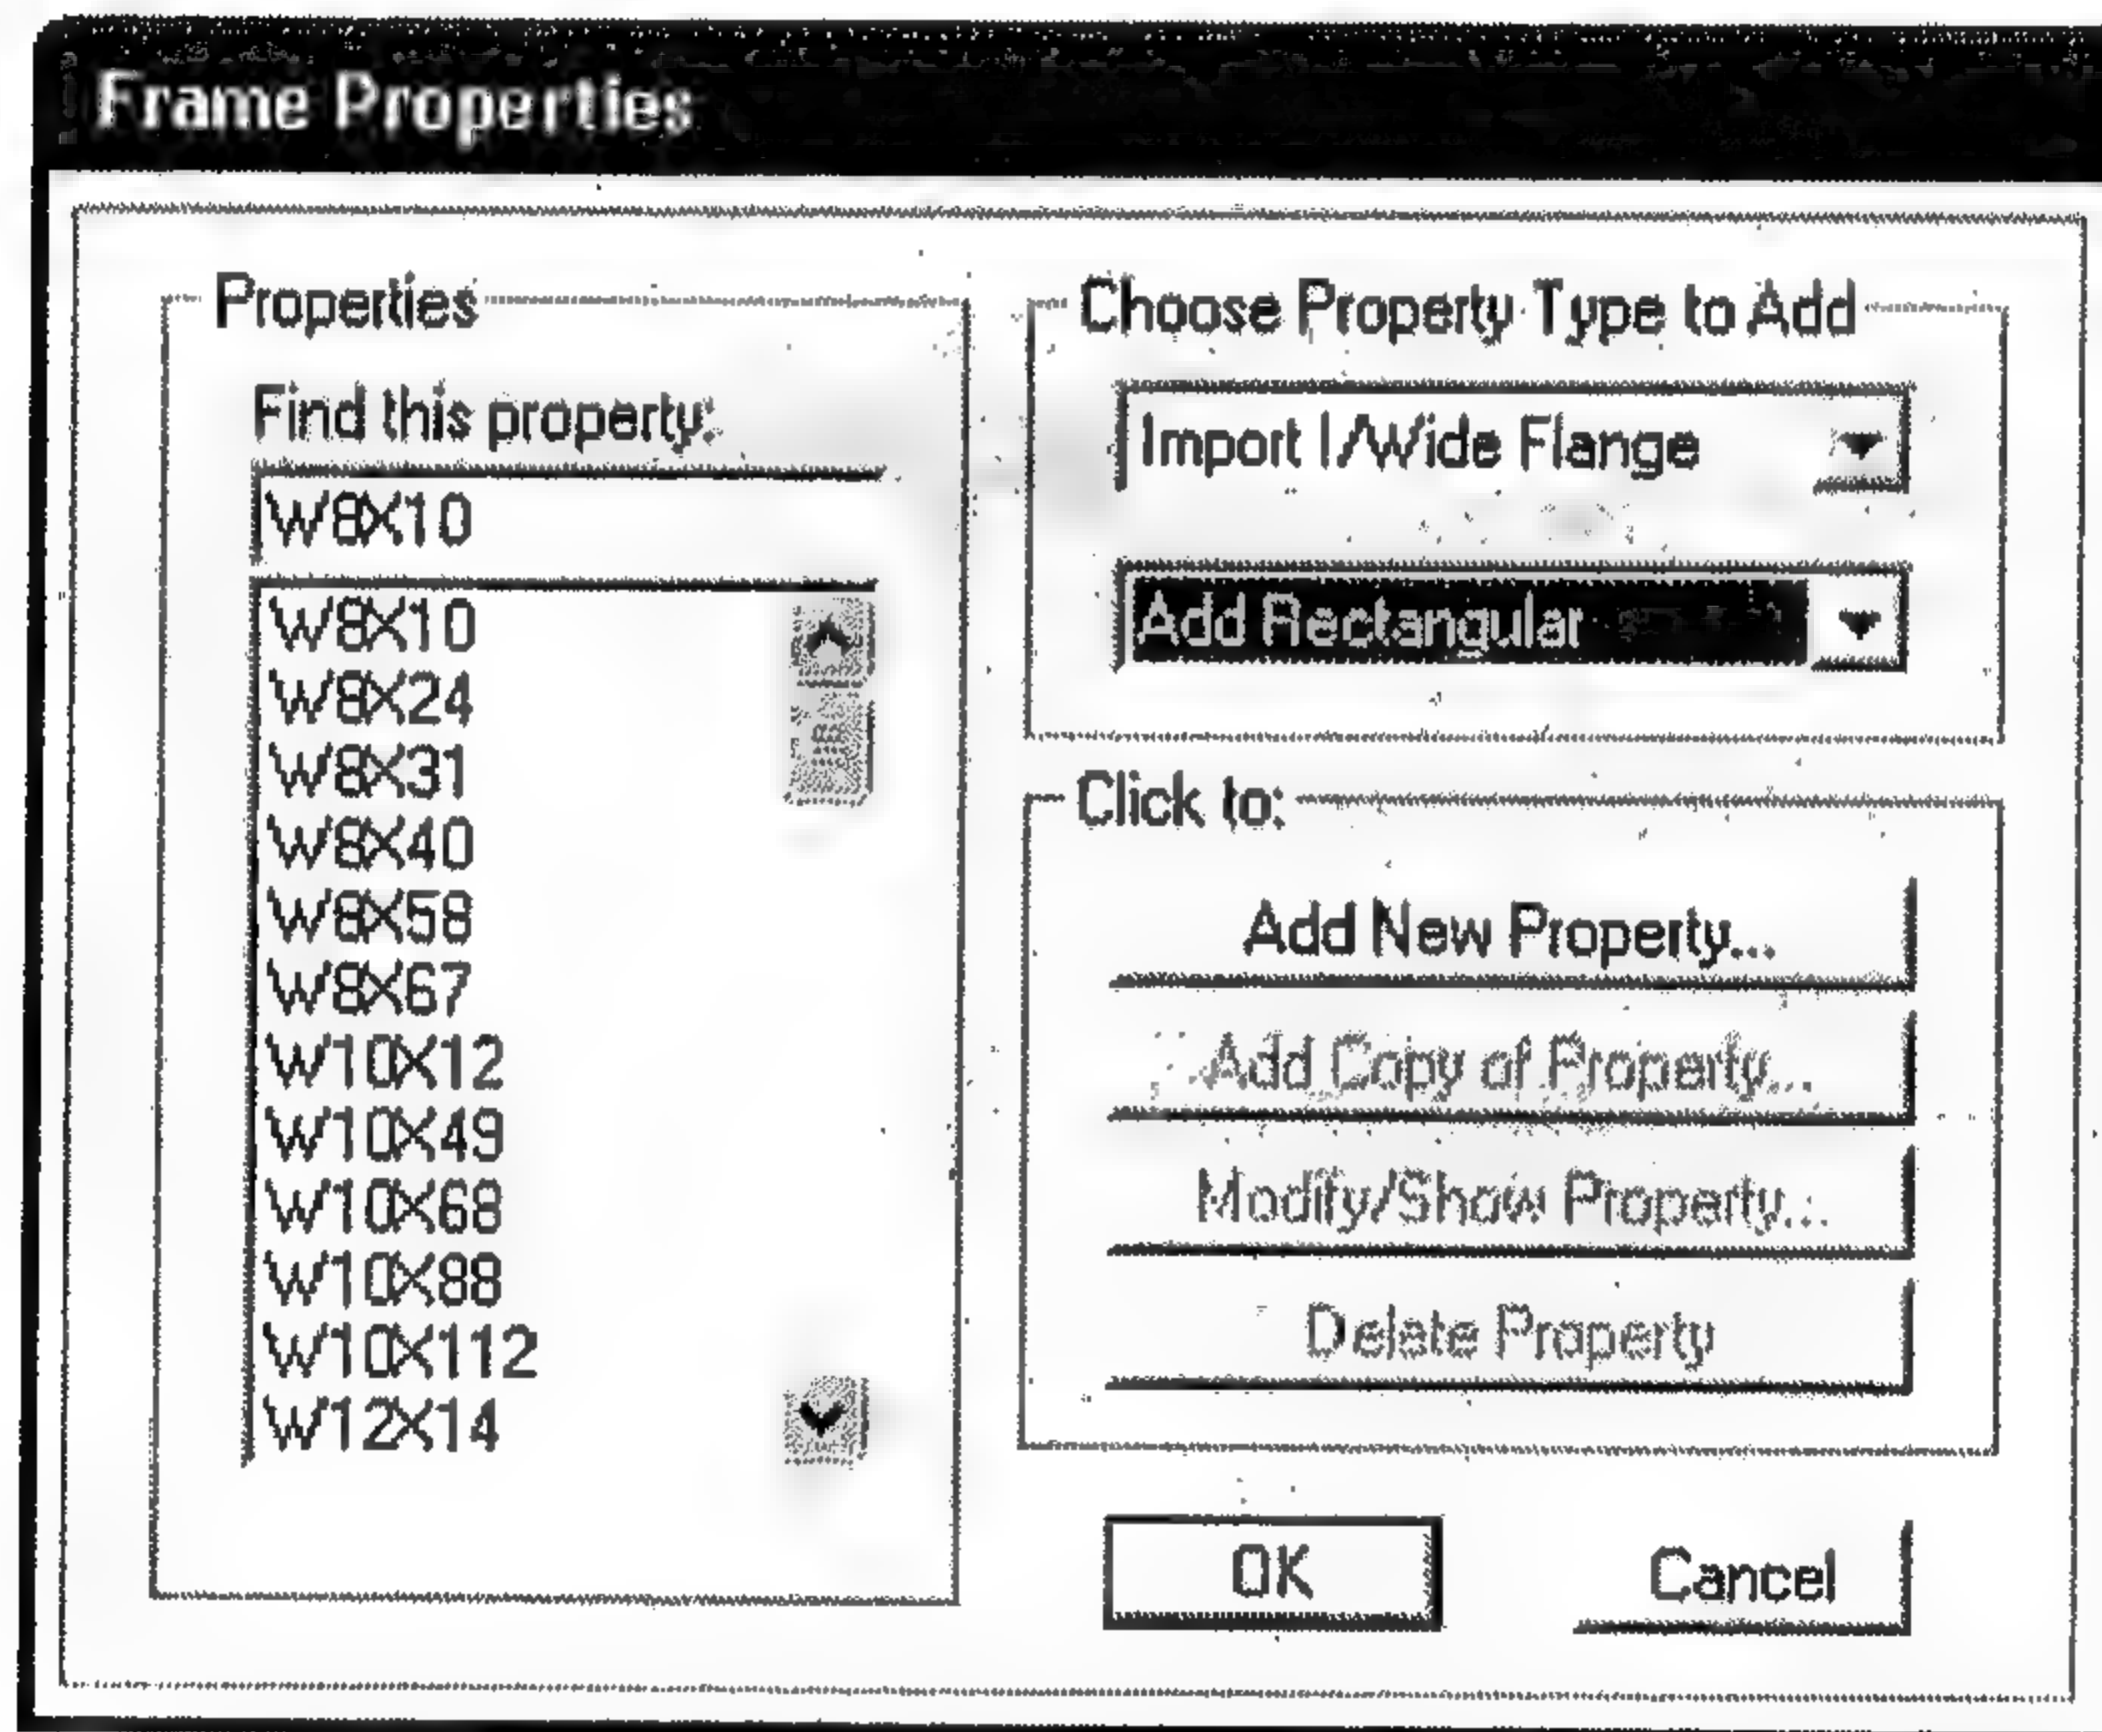 Frame Properties
Properties
Find this property:
W8X10
W8X10
W8X24
W8X31
W8X40
W8X58
W8X67
W10X12
W10X49
W10X68
W10X88
W10X112
W12X14
Choose Property Type to Add
Import I/Wide Flange
Add Rectangular
Click to:
Add New Property...
Add Copy of Property...
Modify/Show Property...
Delete Property
OK
Cancel